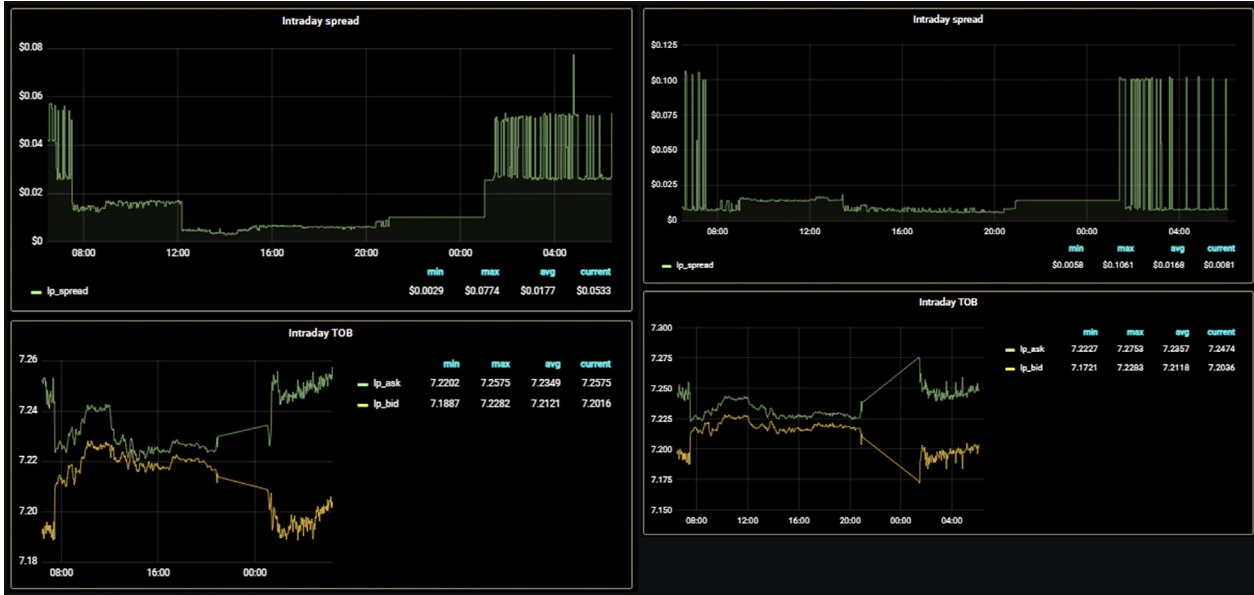 Intraday spread
$0.08
$0.06
$0.04
$0.02
$0
08:00 12:00 16:00 20:00 00:00 04:00
min max avg current
lp_spread $0.0029 $0.0774 $0.0177 $0.0533
Intraday TOB
7.26
7.24
7.22
7.20
7.18
08:00 16:00 00:00
min max avg current
lp_ask 7.2202 7.2575 7.2349 7.2575
lp_bid 7.1887 7.2282 7.2121 7.2016
Intraday spread
$0.125
$0.100
$0.075
$0.050
$0.025
$0
08:00 12:00 16:00 20:00 00:00 04:00
min max avg current
lp_spread $0.0058 $0.1061 $0.0168 $0.0081
Intraday TOB
7.300
7.275
7.250
7.225
7.200
7.175
7.150
08:00 12:00 16:00 20:00 00:00 04:00
min max avg current
lp_ask 7.2227 7.2753 7.2357 7.2474
lp_bid 7.1721 7.2283 7.2118 7.2036